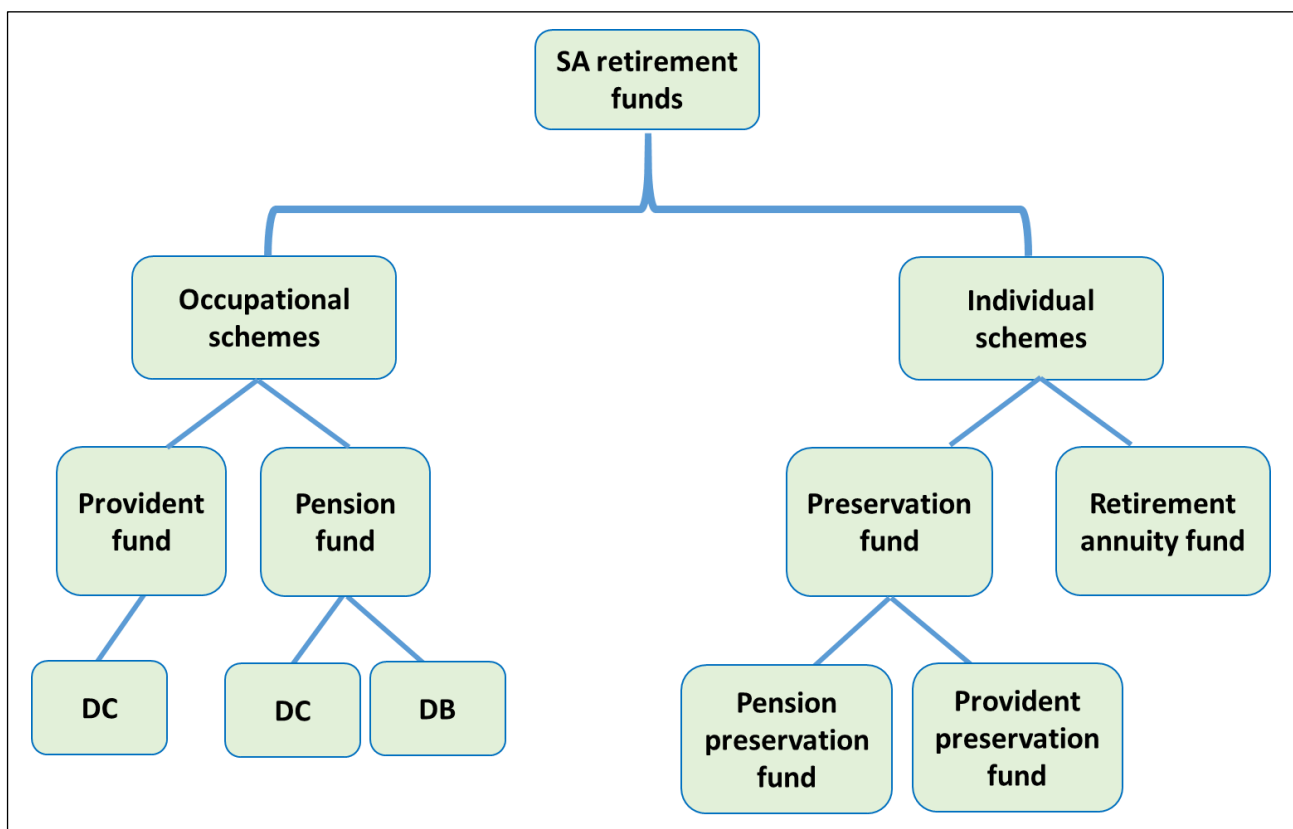 SA retirement
funds
Occupational
schemes
Individual
schemes
Provident
fund
Pension
fund
Preservation
fund
Retirement
annuity fund
DC
DC
DB
Pension
preservation
fund
Provident
preservation
fund